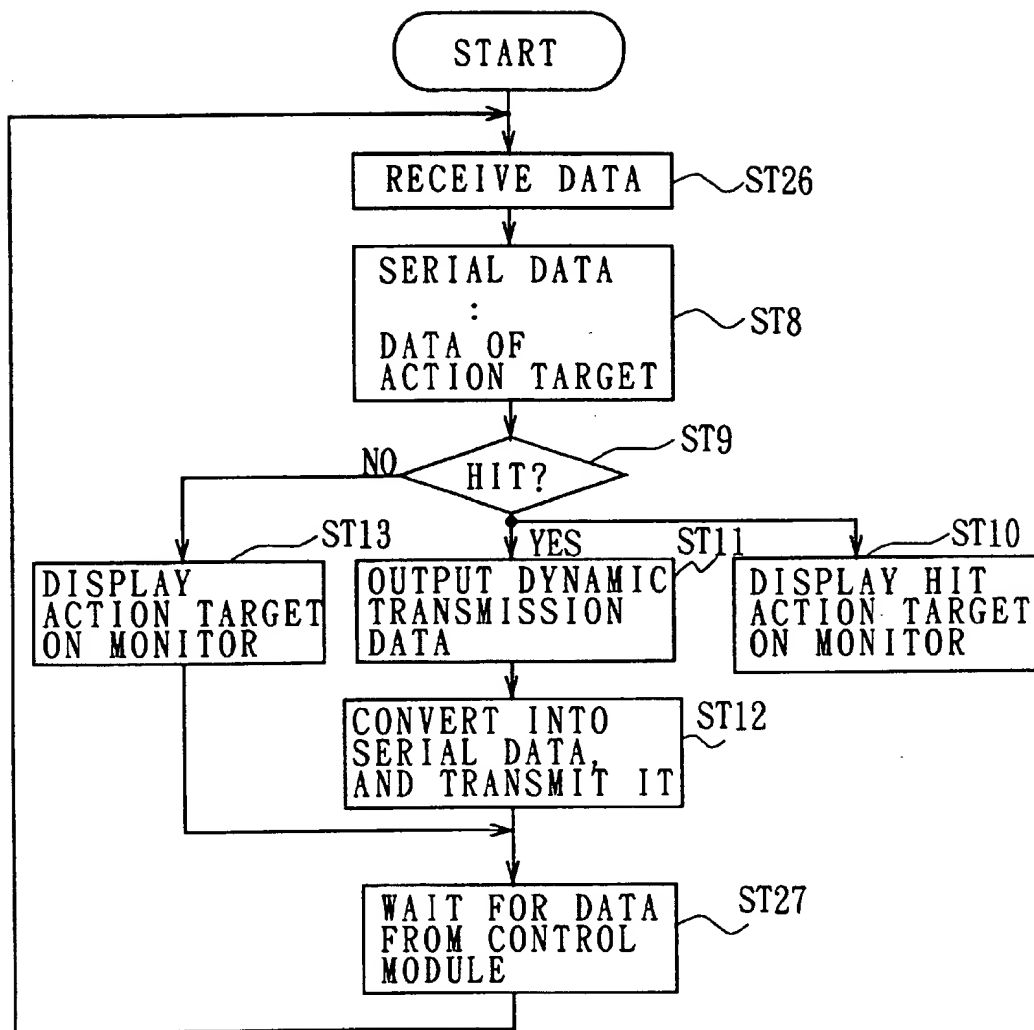 START
RECEIVE DATA
ST26
SERIAL DATA
:
DATA OF
ACTION TARGET
ST8
HIT?
ST9
NO
YES
ST13
DISPLAY
ACTION TARGET
ON MONITOR
ST11
OUTPUT DYNAMIC
TRANSMISSION
DATA
ST10
DISPLAY HIT
ACTION TARGET
ON MONITOR
CONVERT INTO
SERIAL DATA,
AND TRANSMIT IT
ST12
WAIT FOR DATA
FROM CONTROL
MODULE
ST27